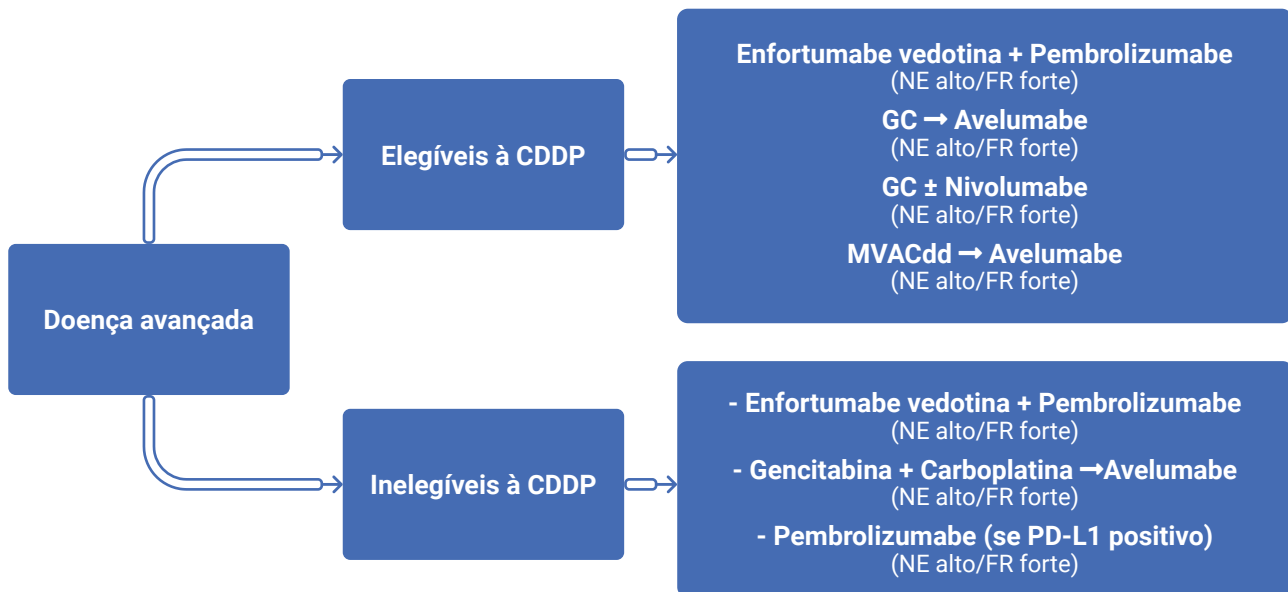 Doença avançada
Elegíveis à CDDP
Enfortumabe vedotina + Pembrolizumabe
(NE alto/FR forte)
GC → Avelumabe
(NE alto/FR forte)
GC ± Nivolumabe
(NE alto/FR forte)
MVACdd → Avelumabe
(NE alto/FR forte)
Inelegíveis à CDDP
- Enfortumabe vedotina + Pembrolizumabe
(NE alto/FR forte)
- Gencitabina + Carboplatina →Avelumabe
(NE alto/FR forte)
- Pembrolizumabe (se PD-L1 positivo)
(NE alto/FR forte)